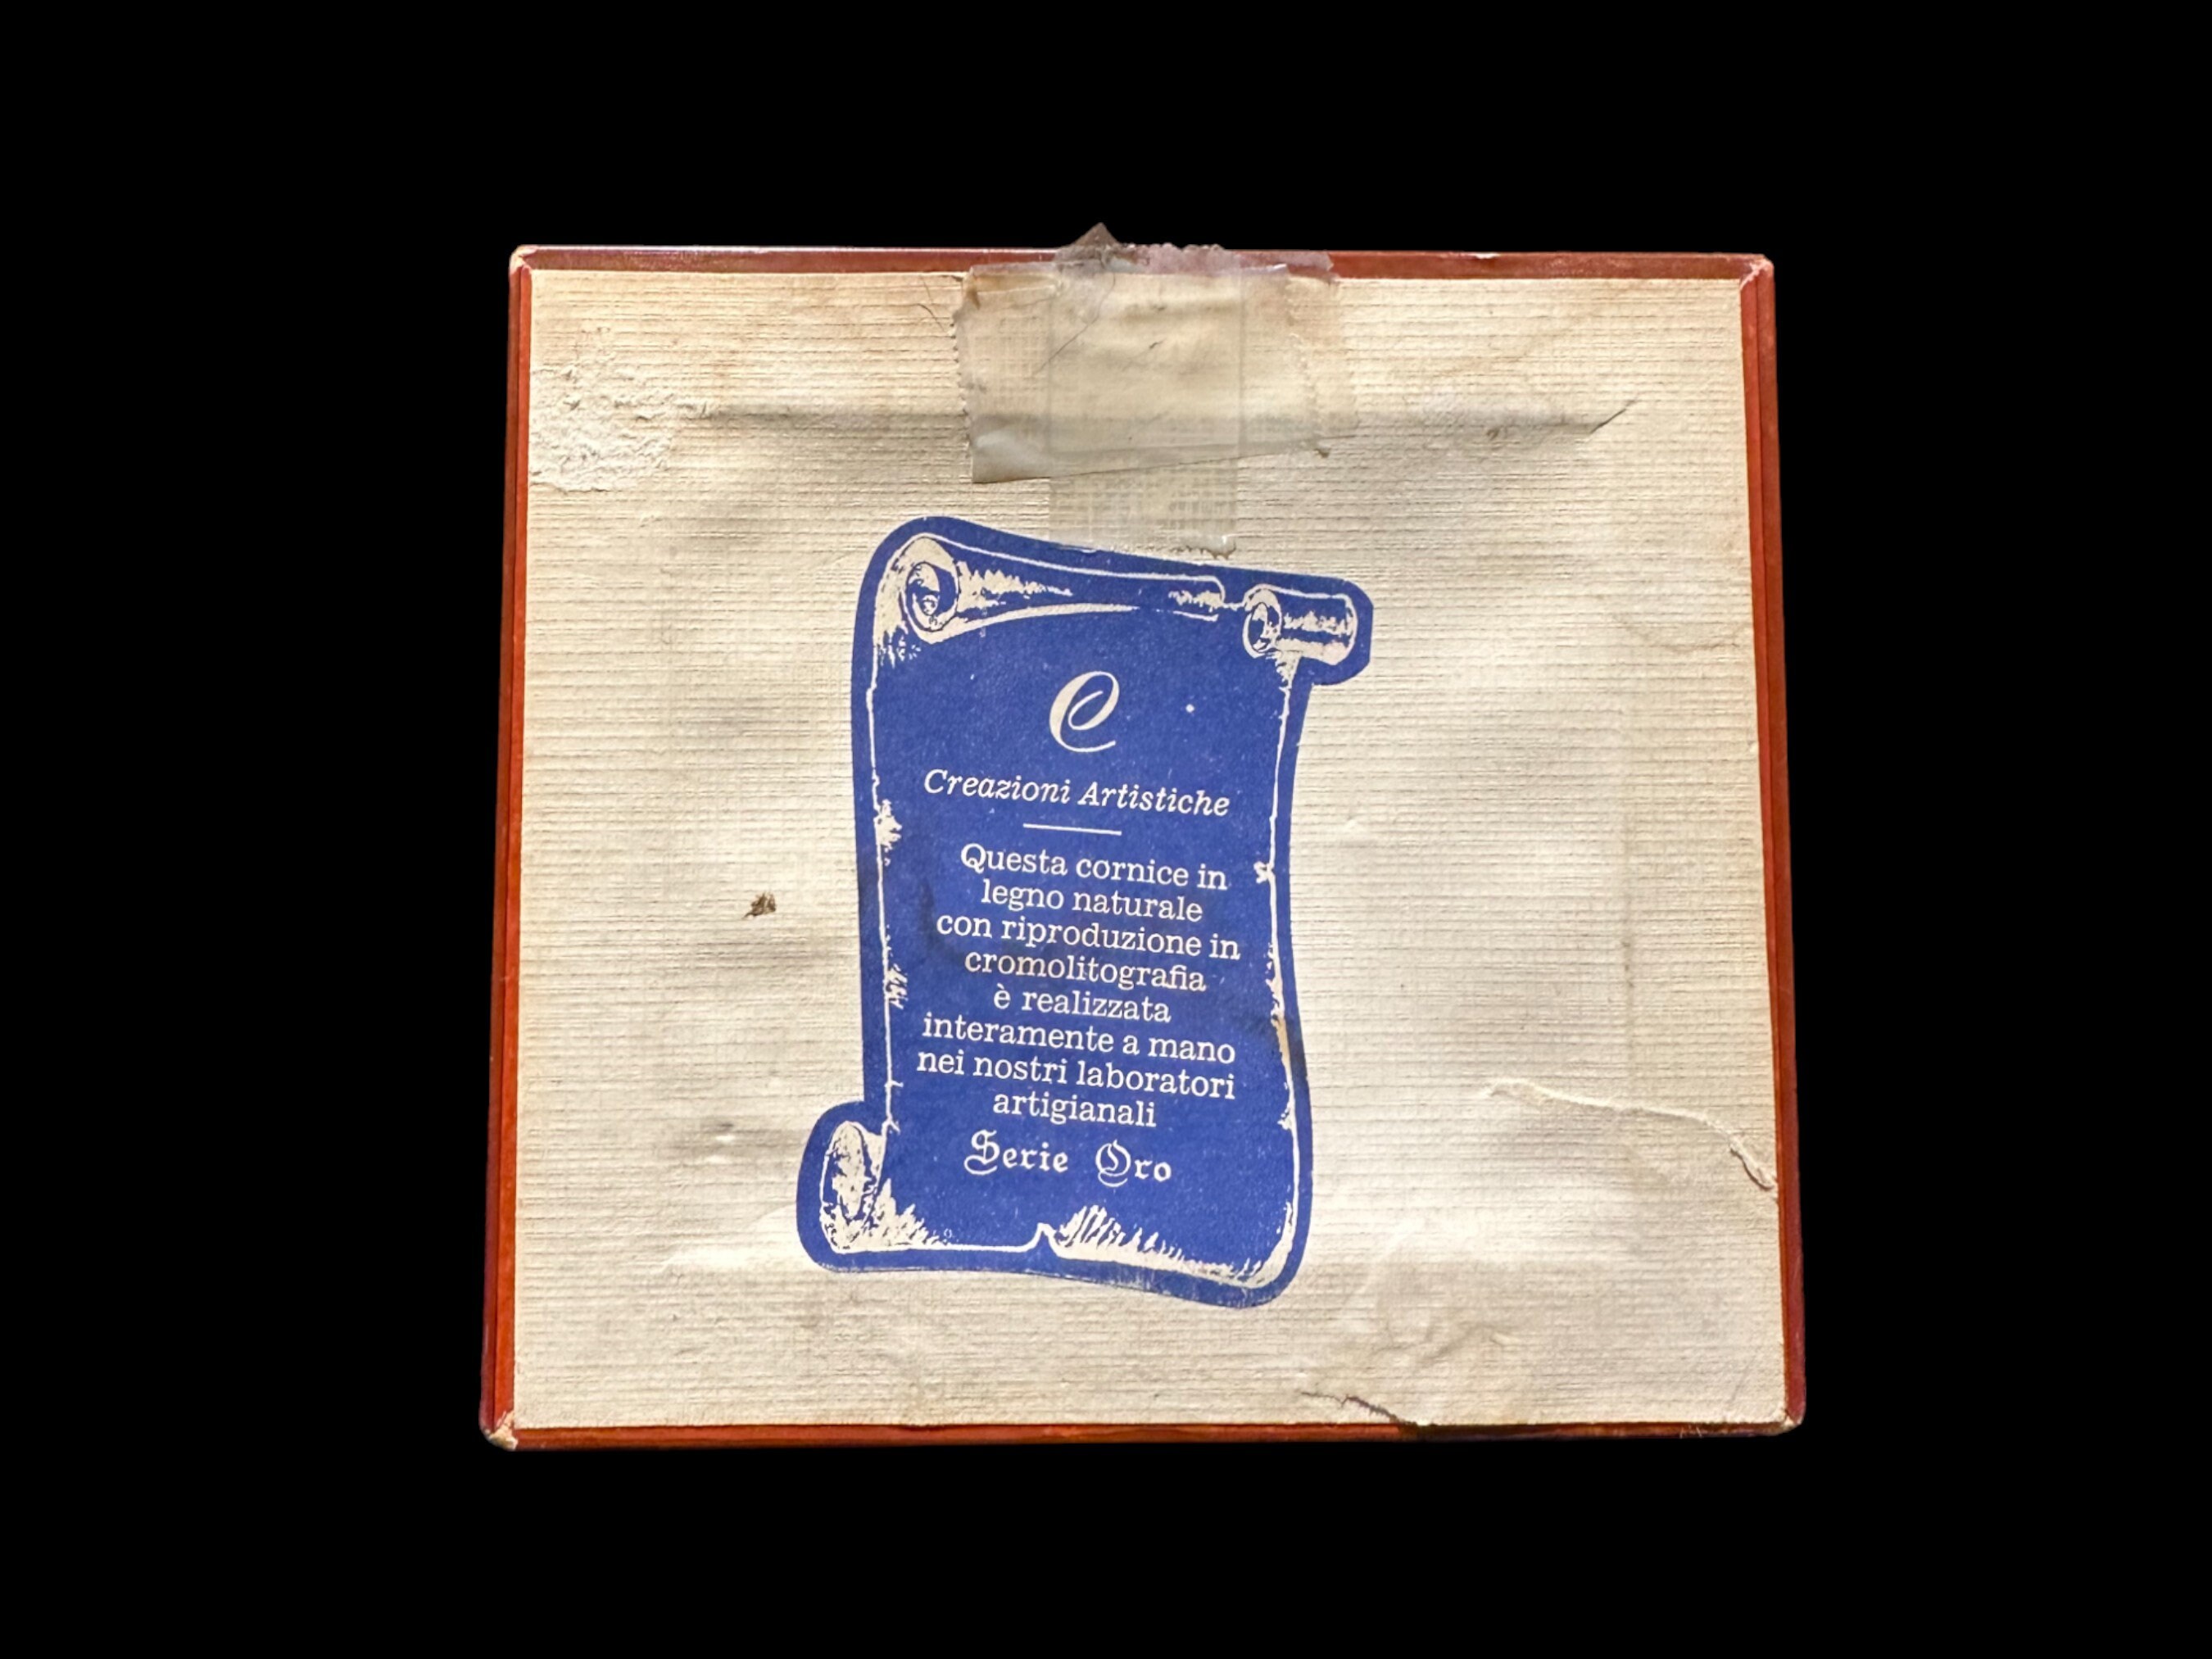 C
Creazioni Artistiche
Questa cornice in
legno naturale
con riproduzione in
cromolitografia
è realizzata
interamente a mano
nei nostri laboratori
artigianali
Serie Oro